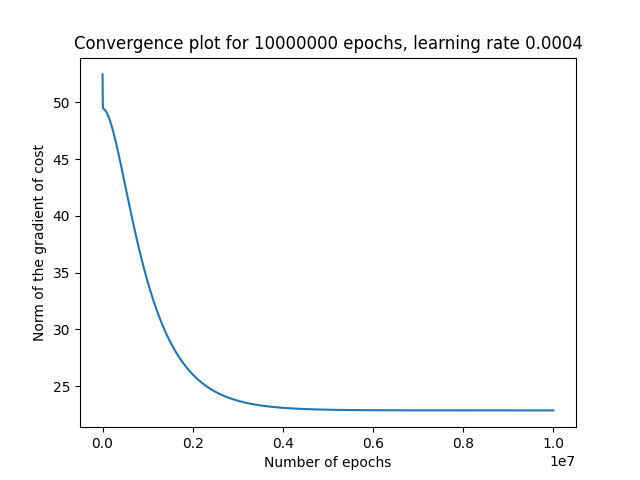 Convergence plot for 10000000 epochs, learning rate 0.0004
50
45
40
35
30
25
Norm of the gradient of cost
0.0 0.2 0.4 0.6 0.8 1.0
1e7
Number of epochs